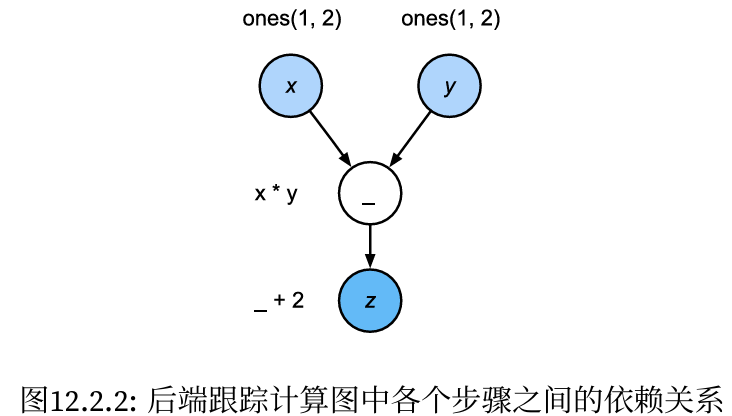 ones(1, 2) ones(1, 2)
x y
x * y _
_ + 2 z
图12.2.2: 后端跟踪计算图中各个步骤之间的依赖关系